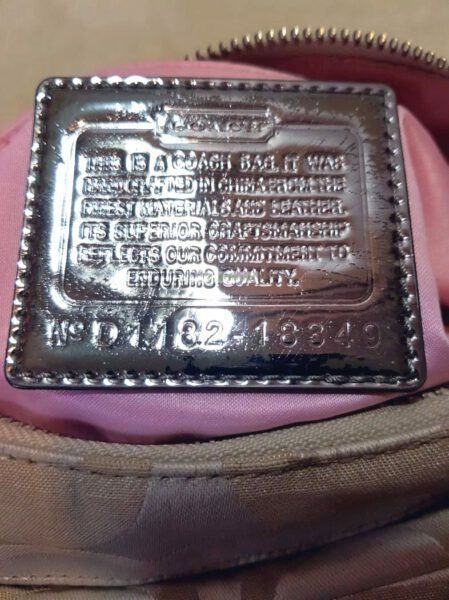 COACH
THIS IS A COACH BAG. IT WAS
HANDCRAFTED IN CHINA FROM THE
FINEST MATERIALS AND LEATHER.
ITS SUPERIOR CRAFTSMANSHIP
REFLECTS OUR COMMITMENT TO
ENDURING QUALITY.
Nº D1182-18349